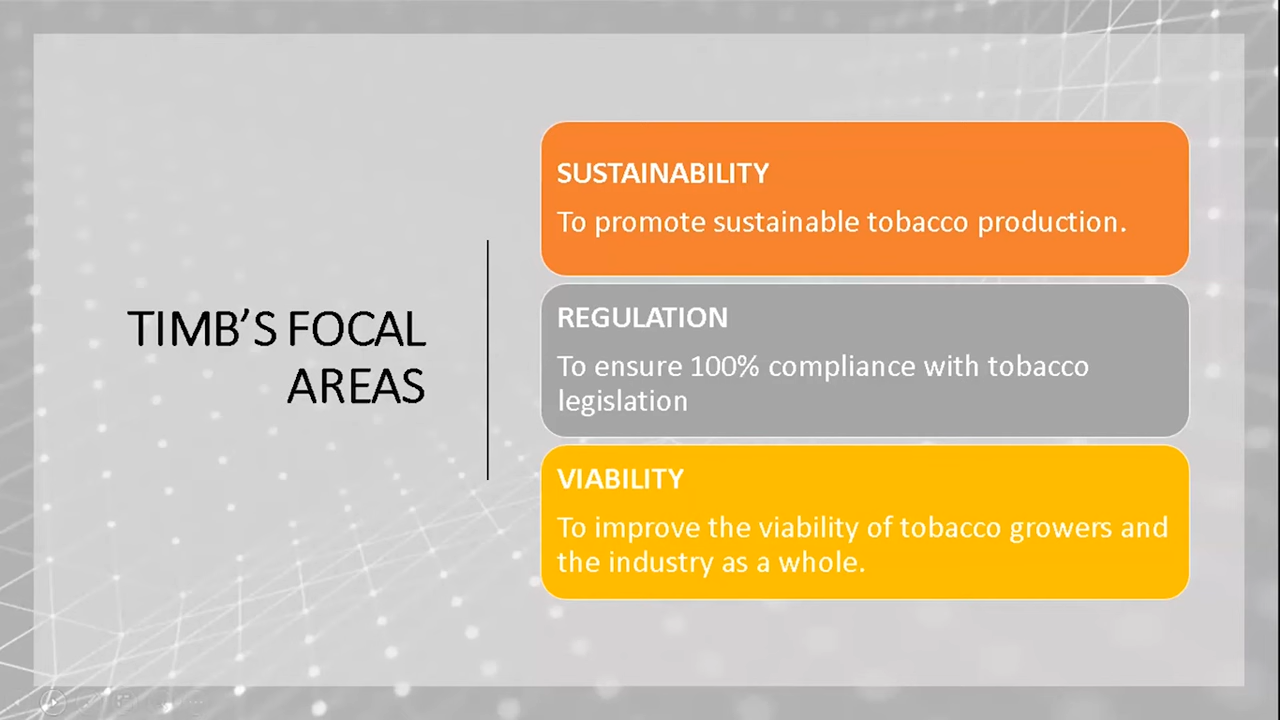 TIMB’S FOCAL
AREAS
SUSTAINABILITY
To promote sustainable tobacco production.
REGULATION
To ensure 100% compliance with tobacco
legislation
VIABILITY
To improve the viability of tobacco growers and
the industry as a whole.